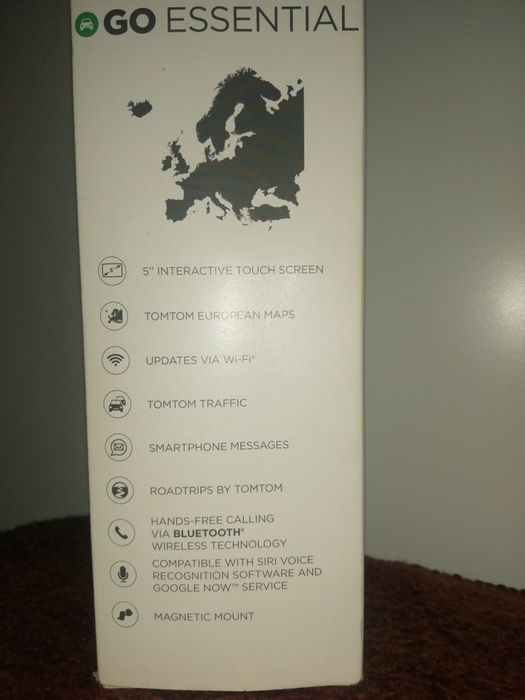 GO ESSENTIAL
5" INTERACTIVE TOUCH SCREEN
TOMTOM EUROPEAN MAPS
UPDATES VIA Wi-Fi®
TOMTOM TRAFFIC
SMARTPHONE MESSAGES
ROADTRIPS BY TOMTOM
HANDS-FREE CALLING
VIA BLUETOOTH®
WIRELESS TECHNOLOGY
COMPATIBLE WITH SIRI VOICE
RECOGNITION SOFTWARE AND
GOOGLE NOW™ SERVICE
MAGNETIC MOUNT